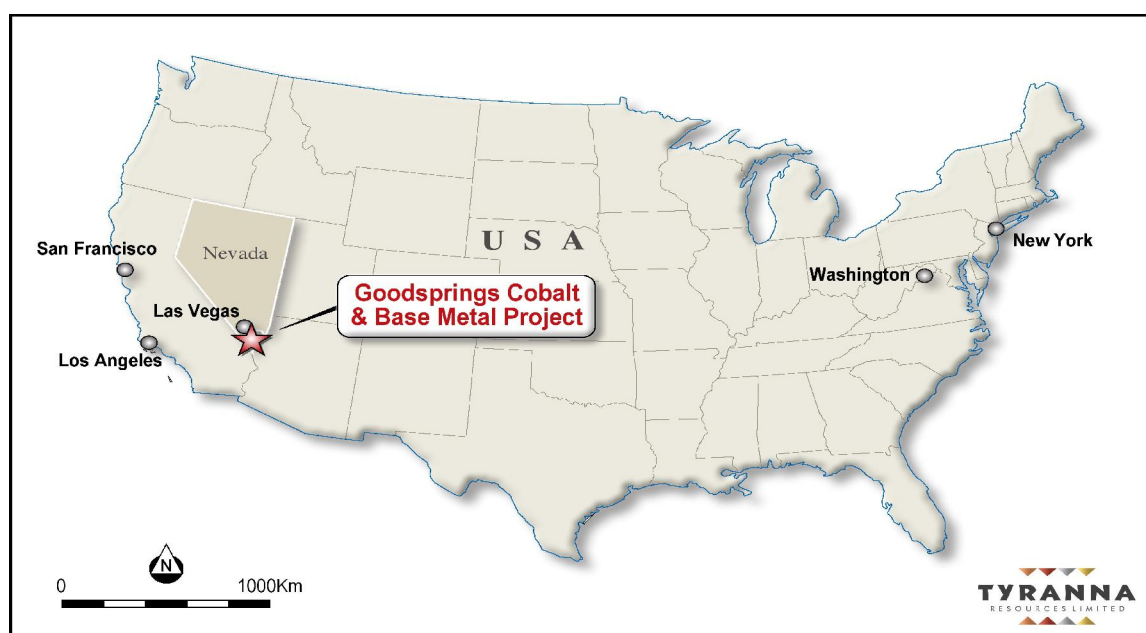 San Francisco
Nevada
USA
New York
Washington
Las Vegas
Goodsprings Cobalt
& Base Metal Project
Los Angeles
N
0 1000Km
TYRANNA
RESOURCES LIMITED